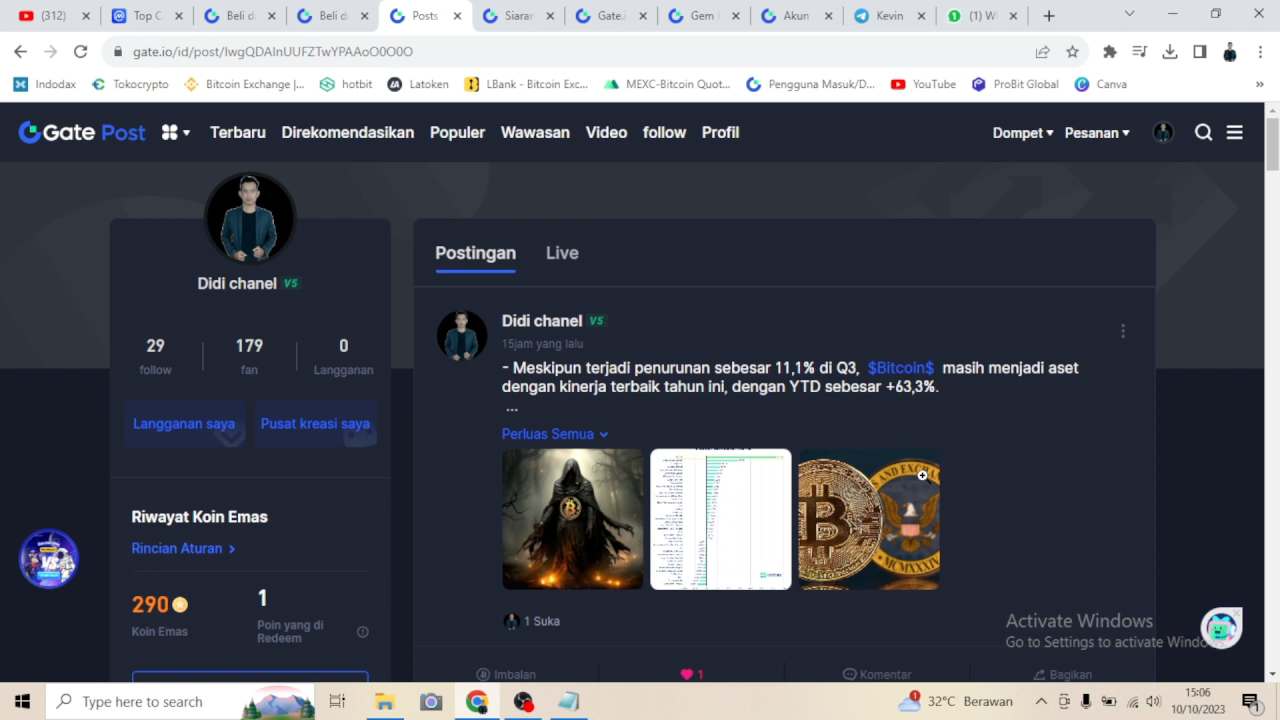 (312)
Top C
Beli d
Beli d
Posts
Siaran
Gate.i
Gem
Akun
Kevin
(1) W
gate.io/id/post/IwgQDAlnUUFZTwYPAAoO0O0O
Indodax
Tokocrypto
Bitcoin Exchange |...
hotbit
Latoken
LBank - Bitcoin Exc...
MEXC-Bitcoin Quot...
Pengguna Masuk/D...
YouTube
ProBit Global
Canva
»
Gate Post
Terbaru
Direkomendasikan
Populer
Wawasan
Video
follow
Profil
Dompet
Pesanan
Didi chanel V5
29
179
0
follow
fan
Langganan
Langganan saya
Pusat kreasi saya
Riwayat Koin Emas
Rincian Aturan >
290
1
Koin Emas
Poin yang di
Redeem
Postingan
Live
Didi chanel V5
15jam yang lalu
- Meskipun terjadi penurunan sebesar 11,1% di Q3, $Bitcoin$ masih menjadi aset
dengan kinerja terbaik tahun ini, dengan YTD sebesar +63,3%.
...
Perluas Semua
1 Suka
Imbalan
1
Komentar
Bagikan
Activate Windows
Go to Settings to activate Windows.
Type here to search
1
32°C
Berawan
15:06
10/10/2023
1